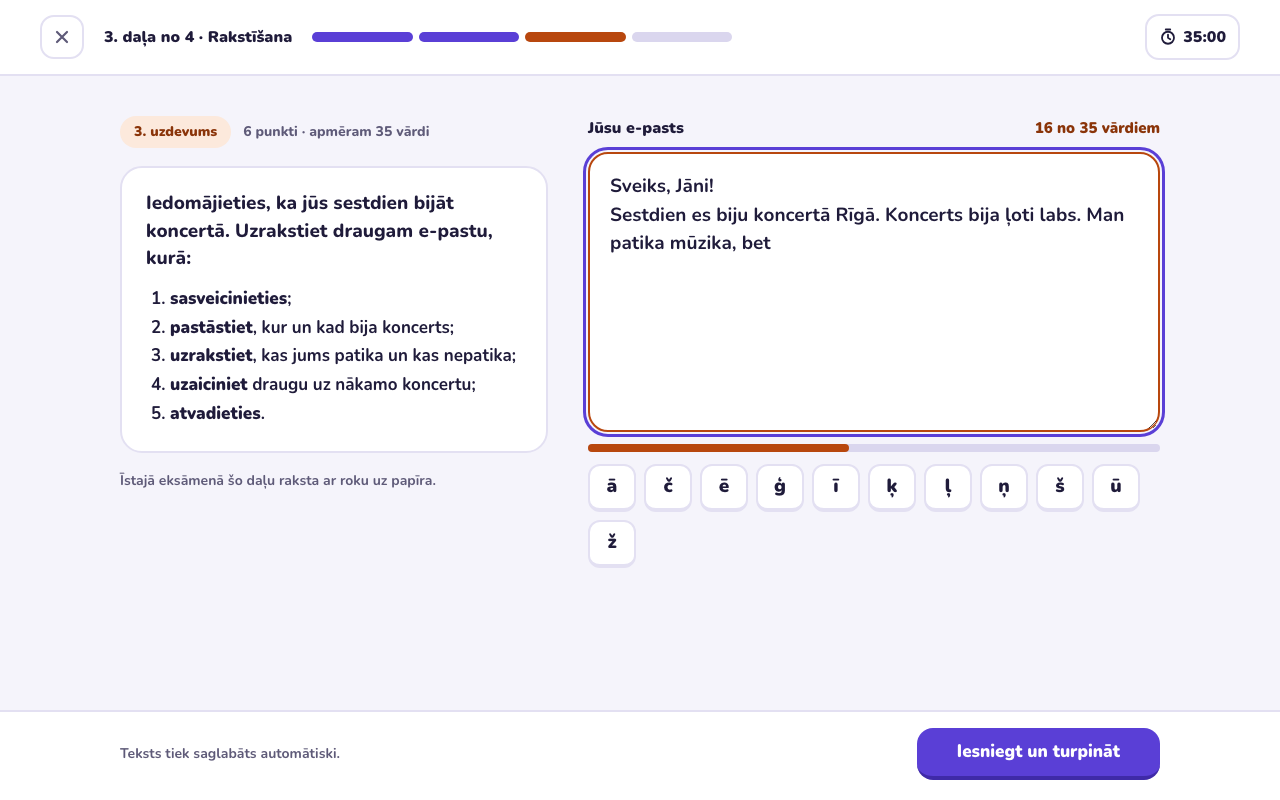 3. daļa no 4 · Rakstīšana
35:00
3. uzdevums
6 punkti · apmēram 35 vārdi
Iedomājieties, ka jūs sestdien bijāt
koncertā. Uzrakstiet draugam e-pastu,
kurā:
1. sasveicinieties;
2. pastāstiet, kur un kad bija koncerts;
3. uzrakstiet, kas jums patika un kas nepatika;
4. uzaiciniet draugu uz nākamo koncertu;
5. atvadieties.
Īstajā eksāmenā šo daļu raksta ar roku uz papīra.
Jūsu e-pasts
16 no 35 vārdiem
Sveiks, Jāni!
Sestdien es biju koncertā Rīgā. Koncerts bija ļoti labs. Man
patika mūzika, bet
ā č ē ģ ī ķ ļ ņ š ū
ž
Teksts tiek saglabāts automātiski.
Iesniegt un turpināt